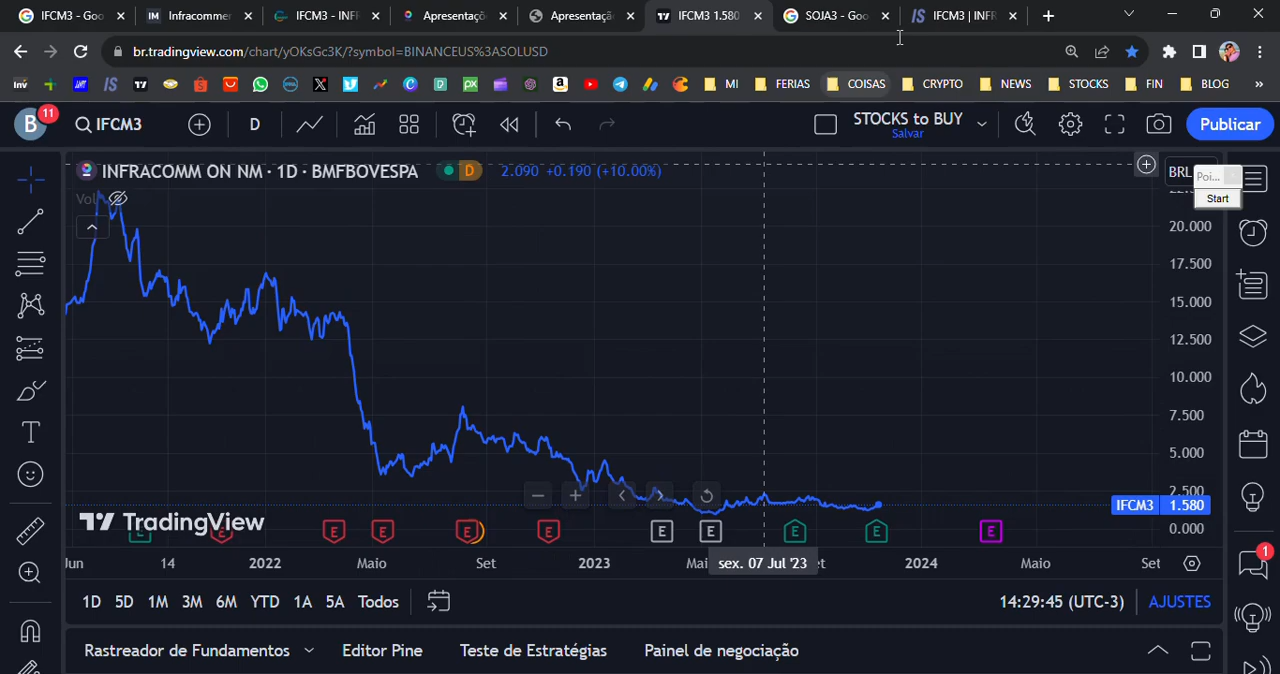 IFCM3 - Goo
Infracommer
IFCM3 - INFR
Apresentaçã
Apresentaçã
IFCM3 1.580
SOJA3 - Goo
IFCM3 | INFR
br.tradingview.com/chart/yOKsGc3K/?symbol=BINANCEUS%3ASOLUSD
MI
FERIAS
COISAS
CRYPTO
NEWS
STOCKS
FIN
BLOG
B
11
IFCM3
D
STOCKS to BUY
Salvar
Publicar
INFRACOMM ON NM · 1D · BMFBOVESPA
D
2.090 +0.190 (+10.00%)
BRL
Poi...
Start
Vol
20.000
17.500
15.000
12.500
10.000
7.500
5.000
2.500
IFCM3 1.580
0.000
TradingView
E E E E E E E E E E
Jun 14 2022 Maio Set 2023 Mai sex. 07 Jul '23 et 2024 Maio Set
1D 5D 1M 3M 6M YTD 1A 5A Todos
14:29:45 (UTC-3)
AJUSTES
1
Rastreador de Fundamentos
Editor Pine
Teste de Estratégias
Painel de negociação